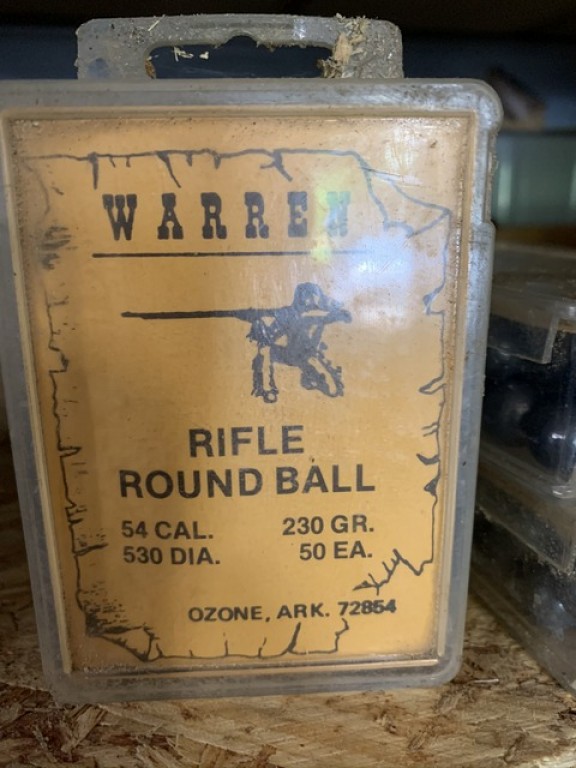 WARREN
RIFLE
ROUND BALL
54 CAL. 230 GR.
530 DIA. 50 EA.
OZONE, ARK. 72854